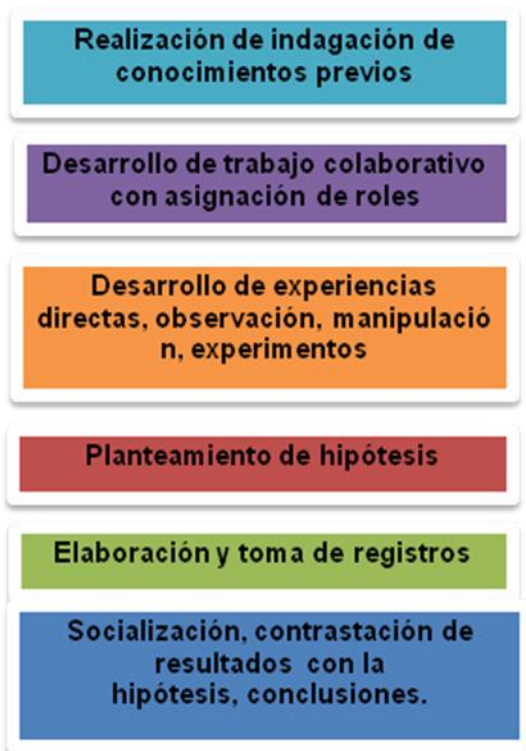 Realización de indagación de
conocimientos previos
Desarrollo de trabajo colaborativo
con asignación de roles
Desarrollo de experiencias
directas, observación, manipulació
n, experimentos
Planteamiento de hipótesis
Elaboración y toma de registros
Socialización, contrastación de
resultados con la
hipótesis, conclusiones.